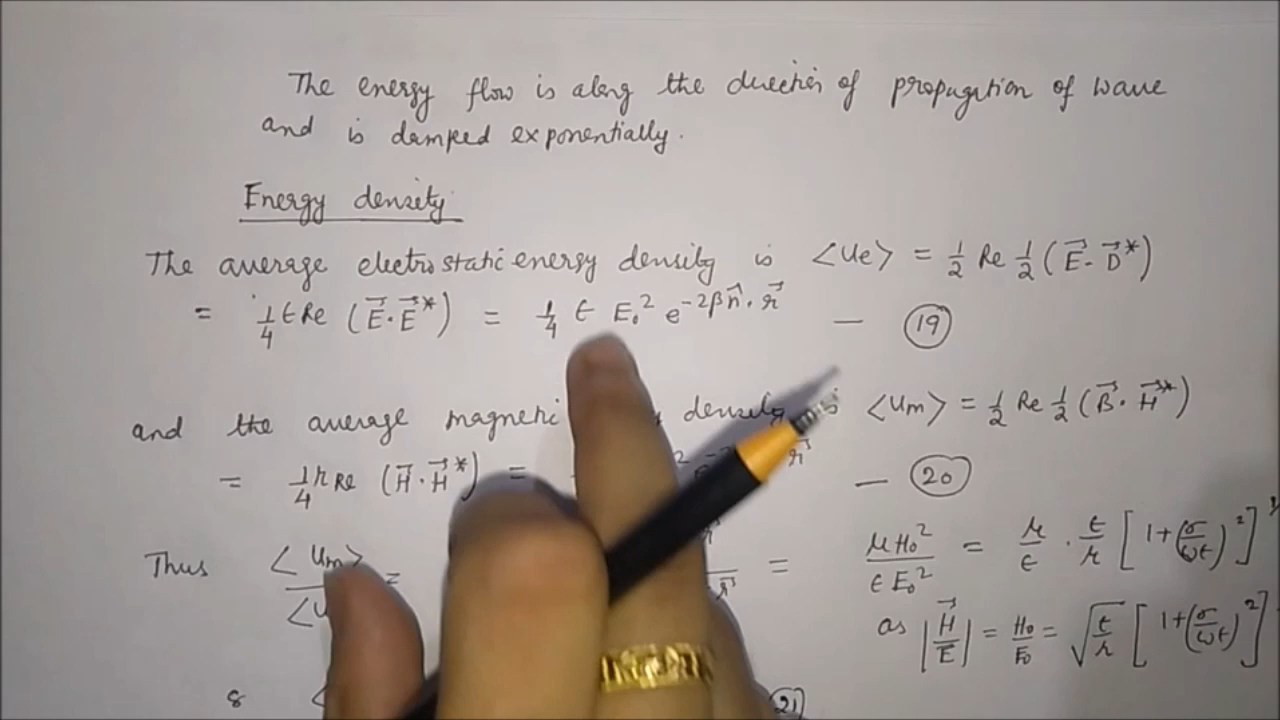 The energy flow is along the direction of propagation of wave
and is damped exponentially.
Energy density
The average electrostatic energy density is ⟨Ue⟩ = 1/2 Re 1/2 (E⃗ · D⃗*)
= 1/4 ϵ Re (E⃗ · E⃗*) = 1/4 ϵ E₀² e^(-2β n⃗ · r⃗) — (19)
and the average magnetic density is ⟨Um⟩ = 1/2 Re 1/2 (B⃗ · H⃗*)
= 1/4 μ Re (H⃗ · H⃗*) = — (20)
Thus ⟨Um⟩ / ⟨U = = μH₀² / ϵE₀² = μ/ϵ · ϵ/μ [1+(σ/ωϵ)²]
as |H⃗/E| = H₀/E₀ = √(ϵ/μ) [1+(σ/ωϵ)²]
(21)